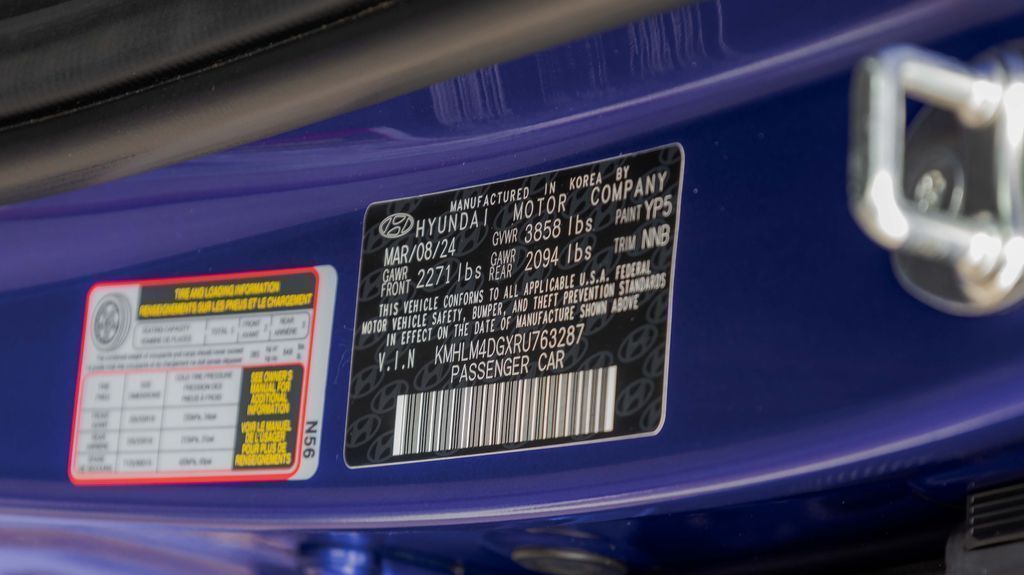 MANUFACTURED IN KOREA BY
HYUNDAI MOTOR COMPANY
MAR/08/24 GVWR 3858 lbs PAINT YP5
GAWR FRONT 2271 lbs GAWR REAR 2094 lbs TRIM NNB
THIS VEHICLE CONFORMS TO ALL APPLICABLE U.S.A. FEDERAL
MOTOR VEHICLE SAFETY, BUMPER, AND THEFT PREVENTION STANDARDS
IN EFFECT ON THE DATE OF MANUFACTURE SHOWN ABOVE
V.I.N KMHLM4DGXRU763287
PASSENGER CAR
TIRE AND LOADING INFORMATION
RENSEIGNEMENTS SUR LES PNEUS ET LE CHARGEMENT
SEE OWNER'S
MANUAL FOR
ADDITIONAL
INFORMATION
VOIR LE MANUEL
DE L'USAGER
POUR PLUS DE
RENSEIGNEMENTS
N56